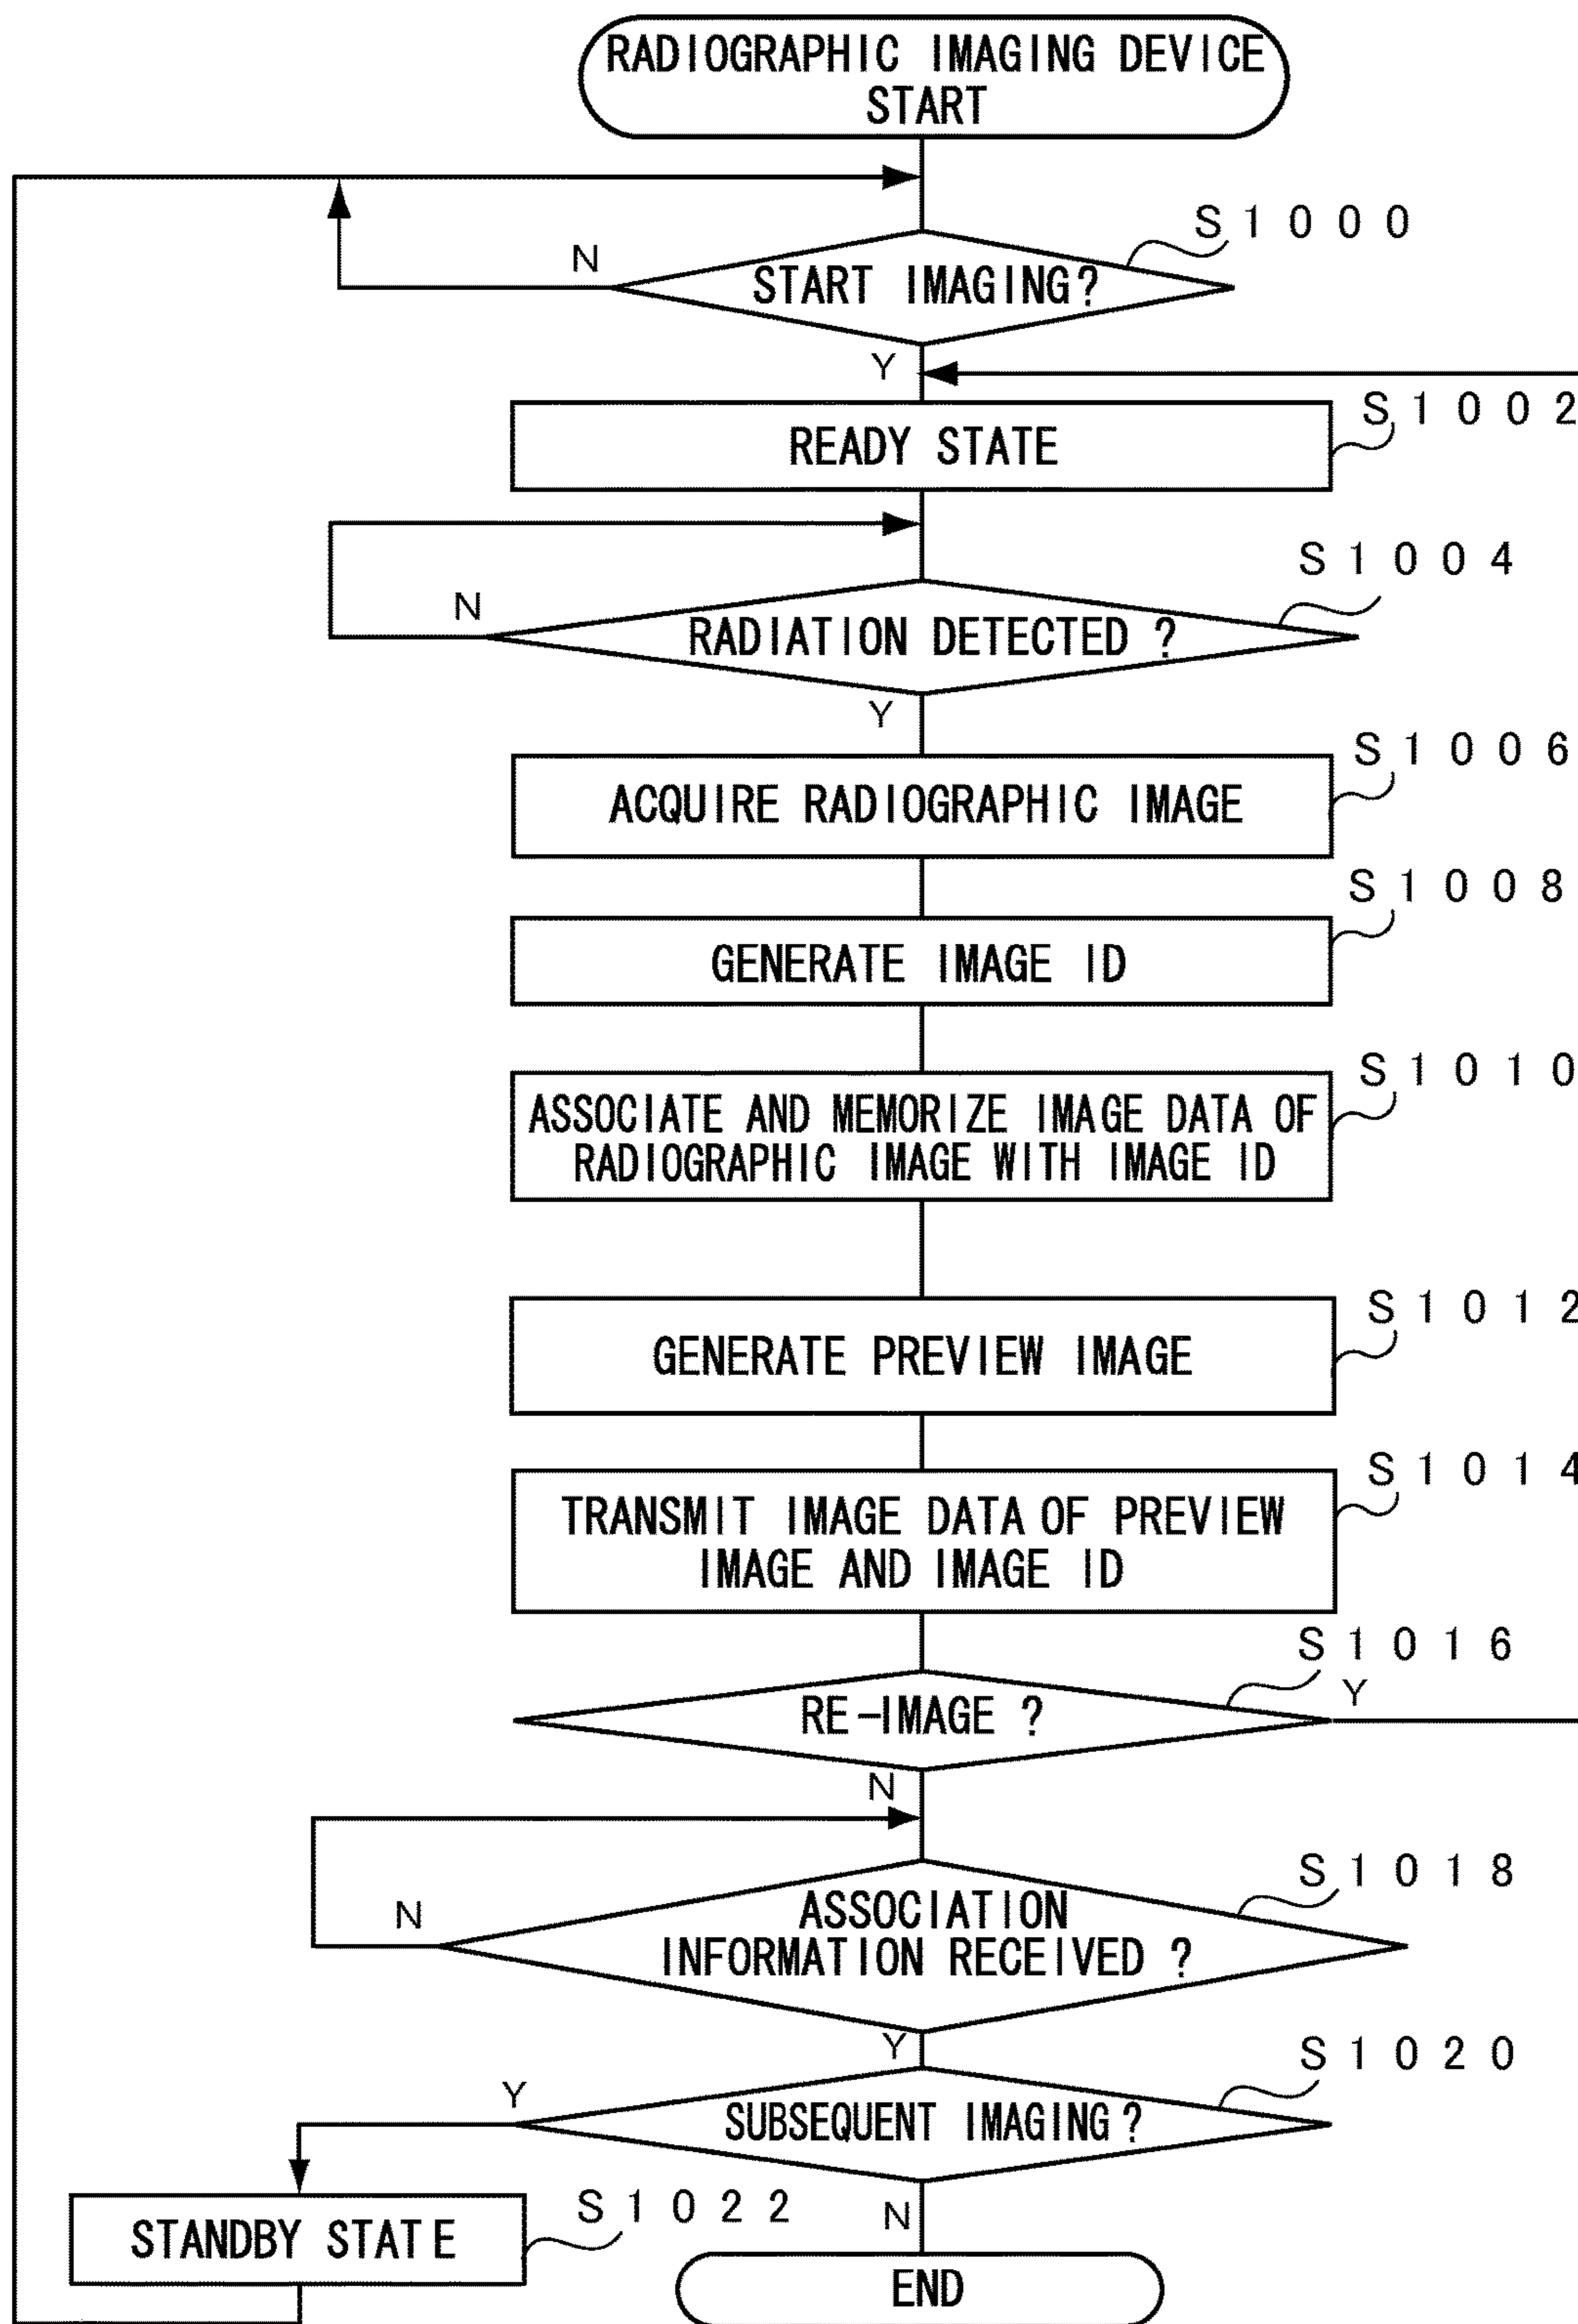 RADIOGRAPHIC IMAGING DEVICE
START
S1000
N
START IMAGING?
Y
S1002
READY STATE
S1004
N
RADIATION DETECTED ?
Y
S1006
ACQUIRE RADIOGRAPHIC IMAGE
S1008
GENERATE IMAGE ID
S1010
ASSOCIATE AND MEMORIZE IMAGE DATA OF
RADIOGRAPHIC IMAGE WITH IMAGE ID
S1012
GENERATE PREVIEW IMAGE
S1014
TRANSMIT IMAGE DATA OF PREVIEW
IMAGE AND IMAGE ID
S1016
Y
RE-IMAGE ?
N
S1018
N
ASSOCIATION
INFORMATION RECEIVED ?
Y
S1020
Y
SUBSEQUENT IMAGING?
S1022
N
STANDBY STATE
END